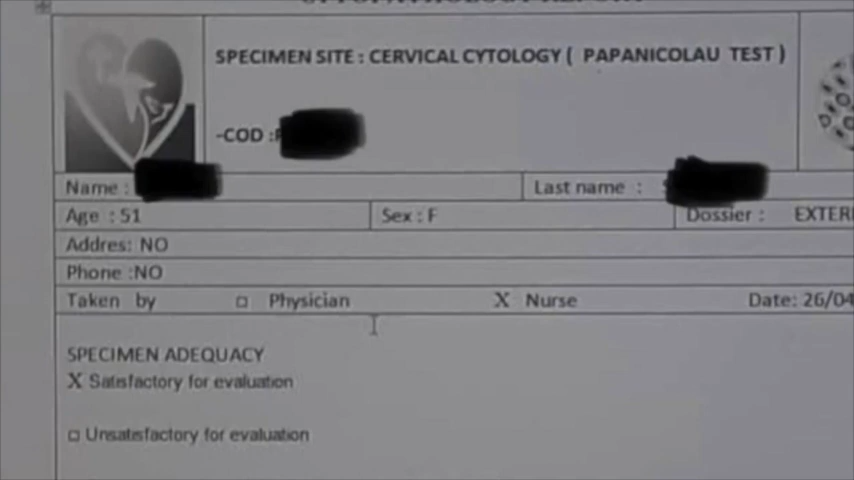 SPECIMEN SITE : CERVICAL CYTOLOGY ( PAPANICOLAU TEST )
-COD :
Name :
Last name :
Age : 51
Sex : F
Dossier :
Addres: NO
Phone :NO
Taken by □ Physician X Nurse Date: 26/04
SPECIMEN ADEQUACY
X Satisfactory for evaluation
□ Unsatisfactory for evaluation